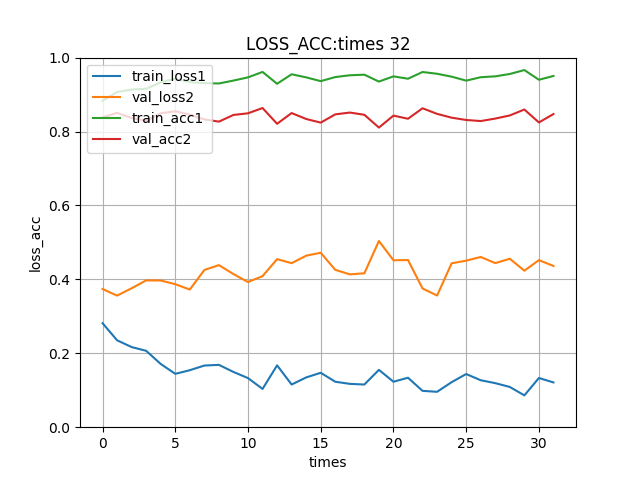 LOSS_ACC:times 32
train_loss1
val_loss2
train_acc1
val_acc2
loss_acc
1.0
0.8
0.6
0.4
0.2
0.0
0 5 10 15 20 25 30
times